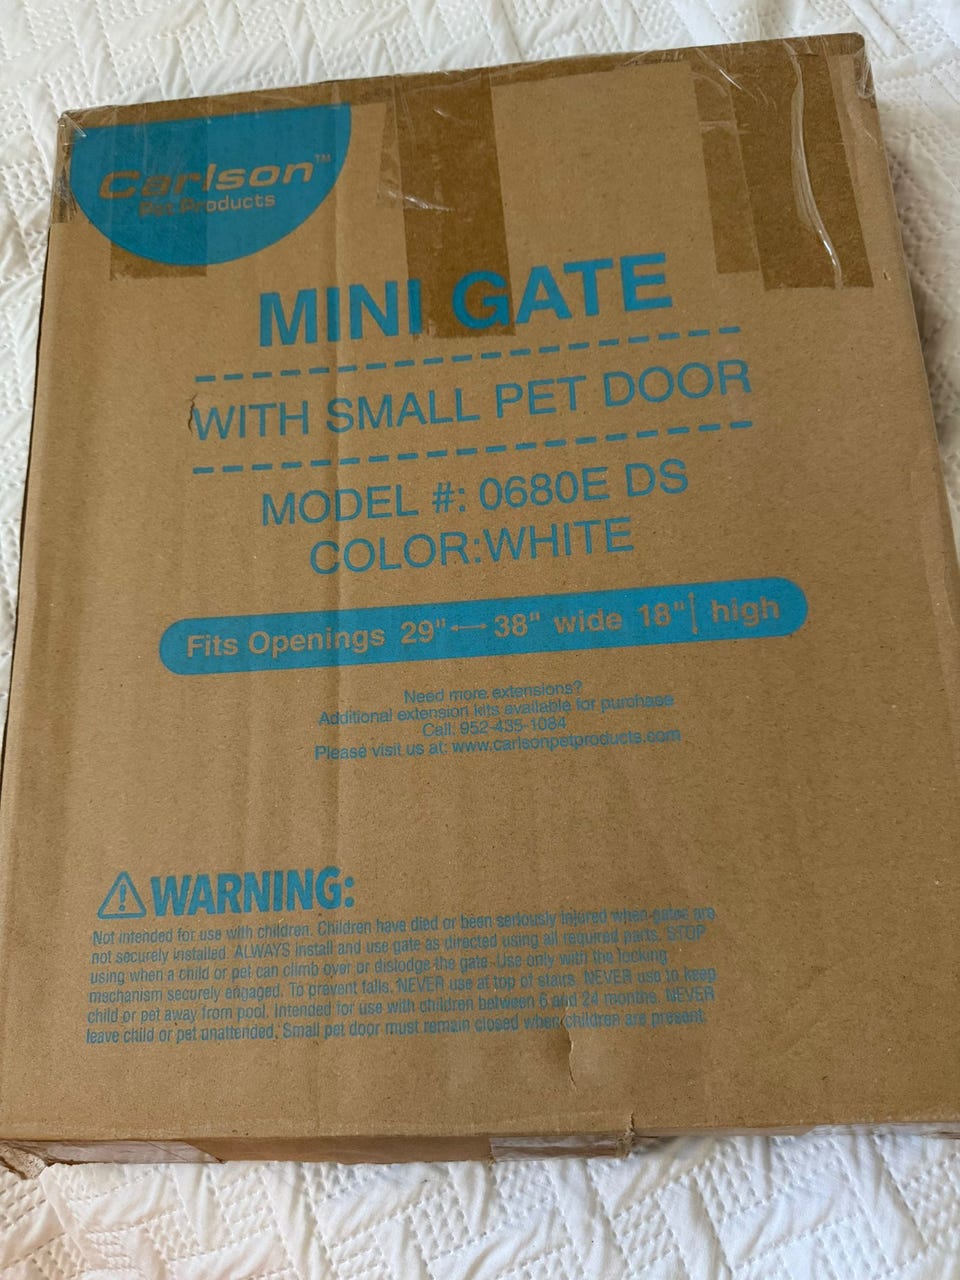 Carlson™
Pet Products
MINI GATE
WITH SMALL PET DOOR
MODEL #: 0680E DS
COLOR:WHITE
Fits Openings 29"⟷38" wide 18"↕ high
Need more extensions?
Additional extension kits available for purchase
Call: 952-435-1084
Please visit us at: www.carlsonpetproducts.com
⚠WARNING:
Not intended for use with children. Children have died or been seriously injured when gates are
not securely installed. ALWAYS install and use gate as directed using all required parts. STOP
using when a child or pet can climb over or dislodge the gate. Use only with the locking
mechanism securely engaged. To prevent falls, NEVER use at top of stairs. NEVER use to keep
child or pet away from pool. Intended for use with children between 6 and 24 months. NEVER
leave child or pet unattended. Small pet door must remain closed when children are present.